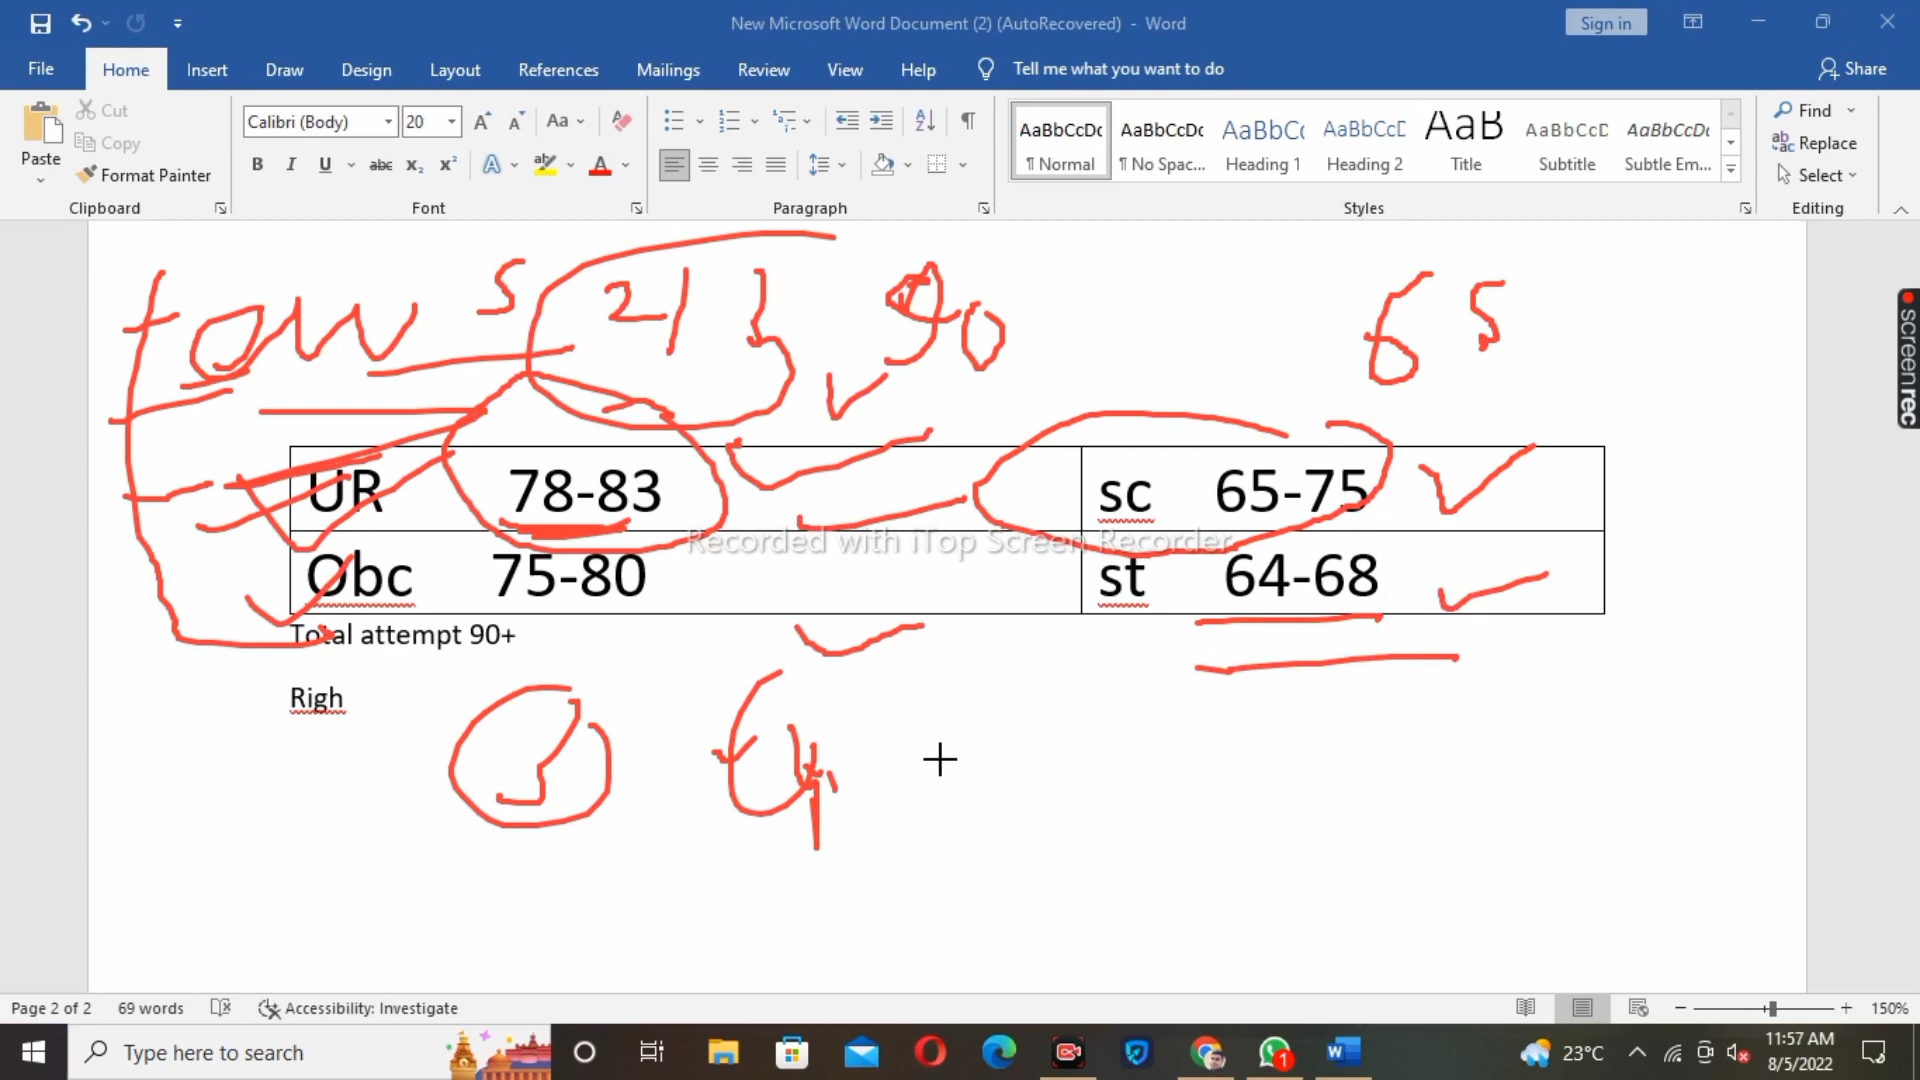 New Microsoft Word Document (2) (AutoRecovered) - Word
Sign in
File Home Insert Draw Design Layout References Mailings Review View Help Tell me what you want to do Share
Paste
Cut
Copy
Format Painter
Clipboard
Calibri (Body) 20
Font
Paragraph
AaBbCcDc AaBbCcDc AaBbC( AaBbCcE AaB AaBbCcD AaBbCcDt
¶ Normal ¶ No Spac... Heading 1 Heading 2 Title Subtitle Subtle Em...
Styles
Find
Replace
Select
Editing
screenrec
5 21 90 65
UR 78-83 sc 65-75
Recorded with iTop Screen Recorder
Obc 75-80 st 64-68
Total attempt 90+
Righ
Page 2 of 2 69 words Accessibility: Investigate 150%
Type here to search
1
23°C
11:57 AM
8/5/2022